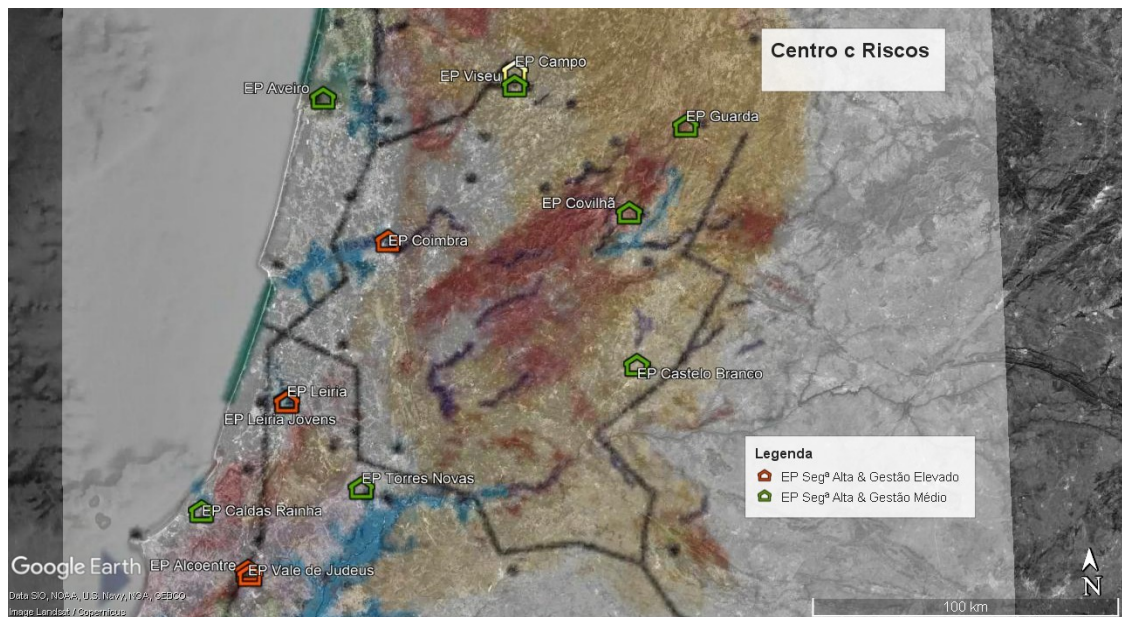 Centro c Riscos
EP Campo
EP Viseu
EP Aveiro
EP Guarda
EP Covilhã
EP Coimbra
EP Castelo Branco
EP Leiria
EP Leiria Jovens
Legenda
EP Segª Alta & Gestão Elevado
EP Segª Alta & Gestão Médio
EP Torres Novas
EP Caldas Rainha
EP Alcoentre
EP Vale de Judeus
Google Earth
Data SIO, NOAA, U.S. Navy, NGA, GEBCO
Image Landsat / Copernicus
N
100 km